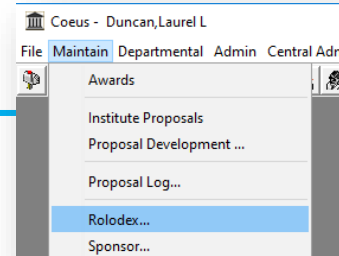 Coeus - Duncan,Laurel L
File Maintain Departmental Admin Central Adm
Awards
Institute Proposals
Proposal Development ...
Proposal Log...
Rolodex...
Sponsor...